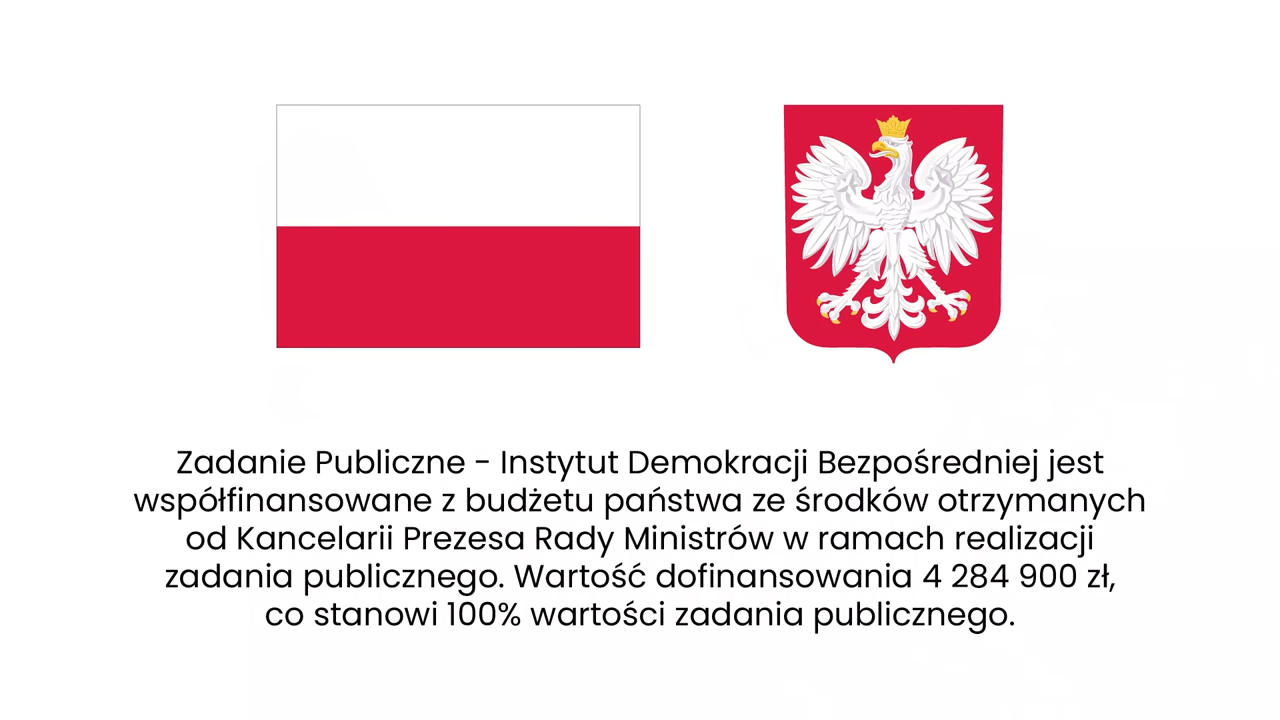 Zadanie Publiczne - Instytut Demokracji Bezpośredniej jest
współfinansowane z budżetu państwa ze środków otrzymanych
od Kancelarii Prezesa Rady Ministrów w ramach realizacji
zadania publicznego. Wartość dofinansowania 4 284 900 zł,
co stanowi 100% wartości zadania publicznego.